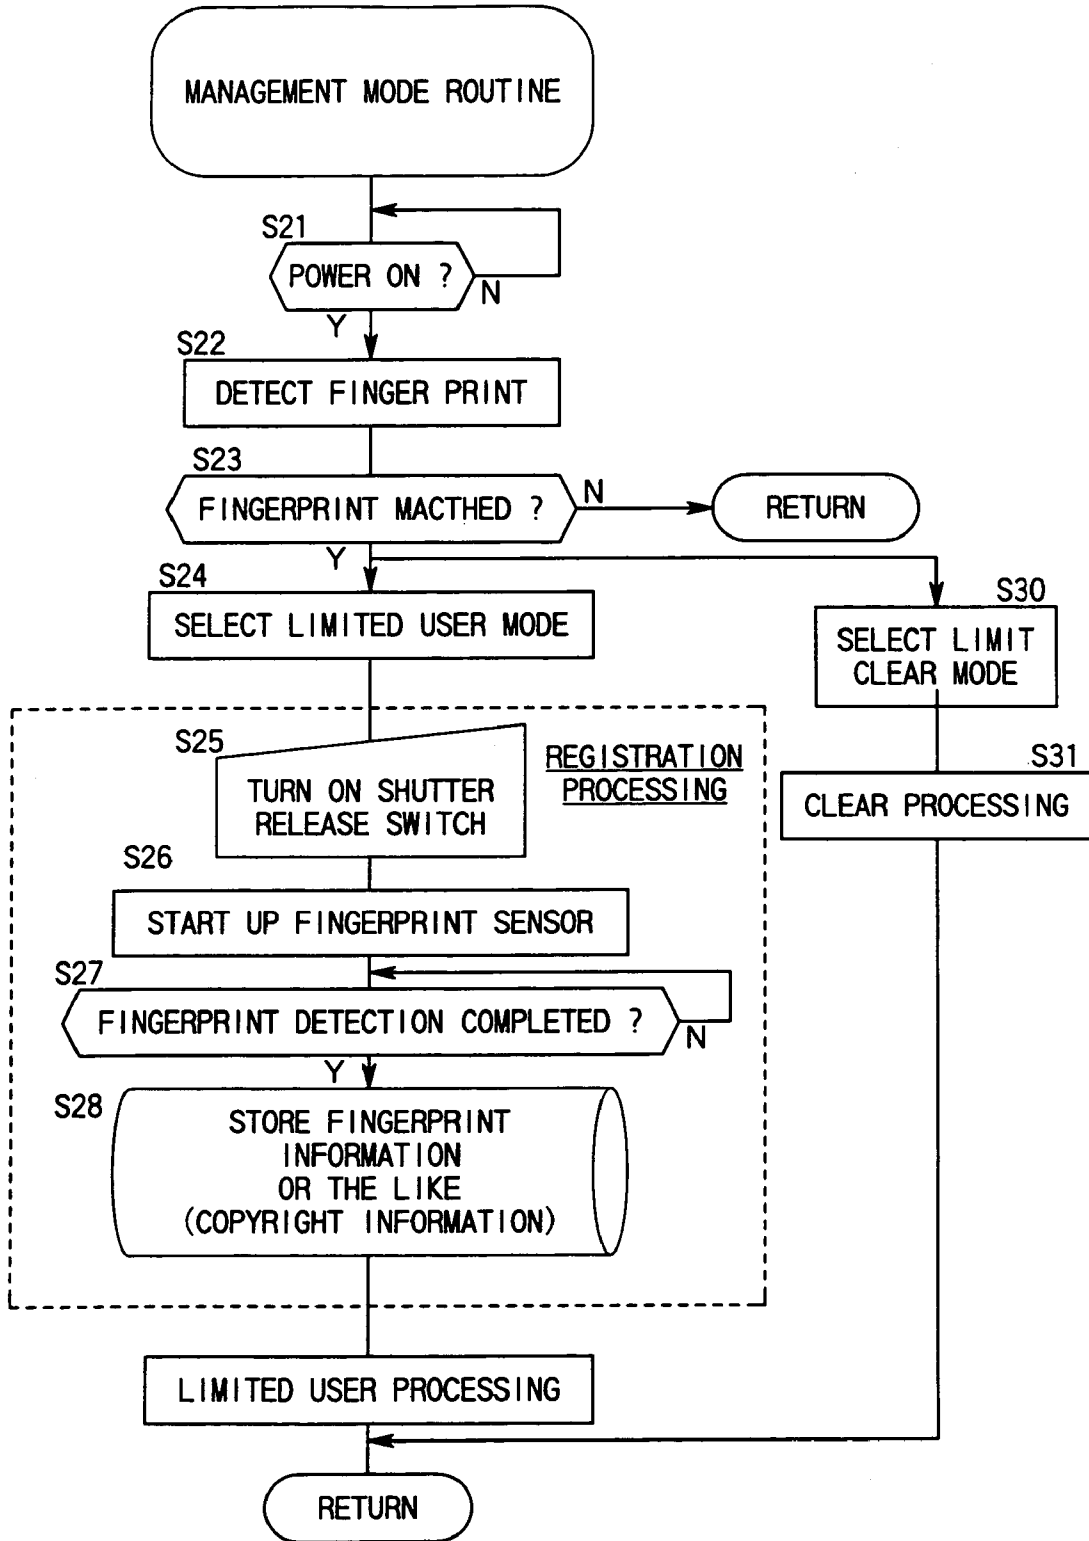 MANAGEMENT MODE ROUTINE
S21
POWER ON ?
N
Y
S22
DETECT FINGER PRINT
S23
FINGERPRINT MACTHED ?
N
RETURN
Y
S24
SELECT LIMITED USER MODE
S30
SELECT LIMIT
CLEAR MODE
S25
TURN ON SHUTTER
RELEASE SWITCH
REGISTRATION
PROCESSING
S31
CLEAR PROCESSING
S26
START UP FINGERPRINT SENSOR
S27
FINGERPRINT DETECTION COMPLETED ?
N
Y
S28
STORE FINGERPRINT
INFORMATION
OR THE LIKE
(COPYRIGHT INFORMATION)
LIMITED USER PROCESSING
RETURN